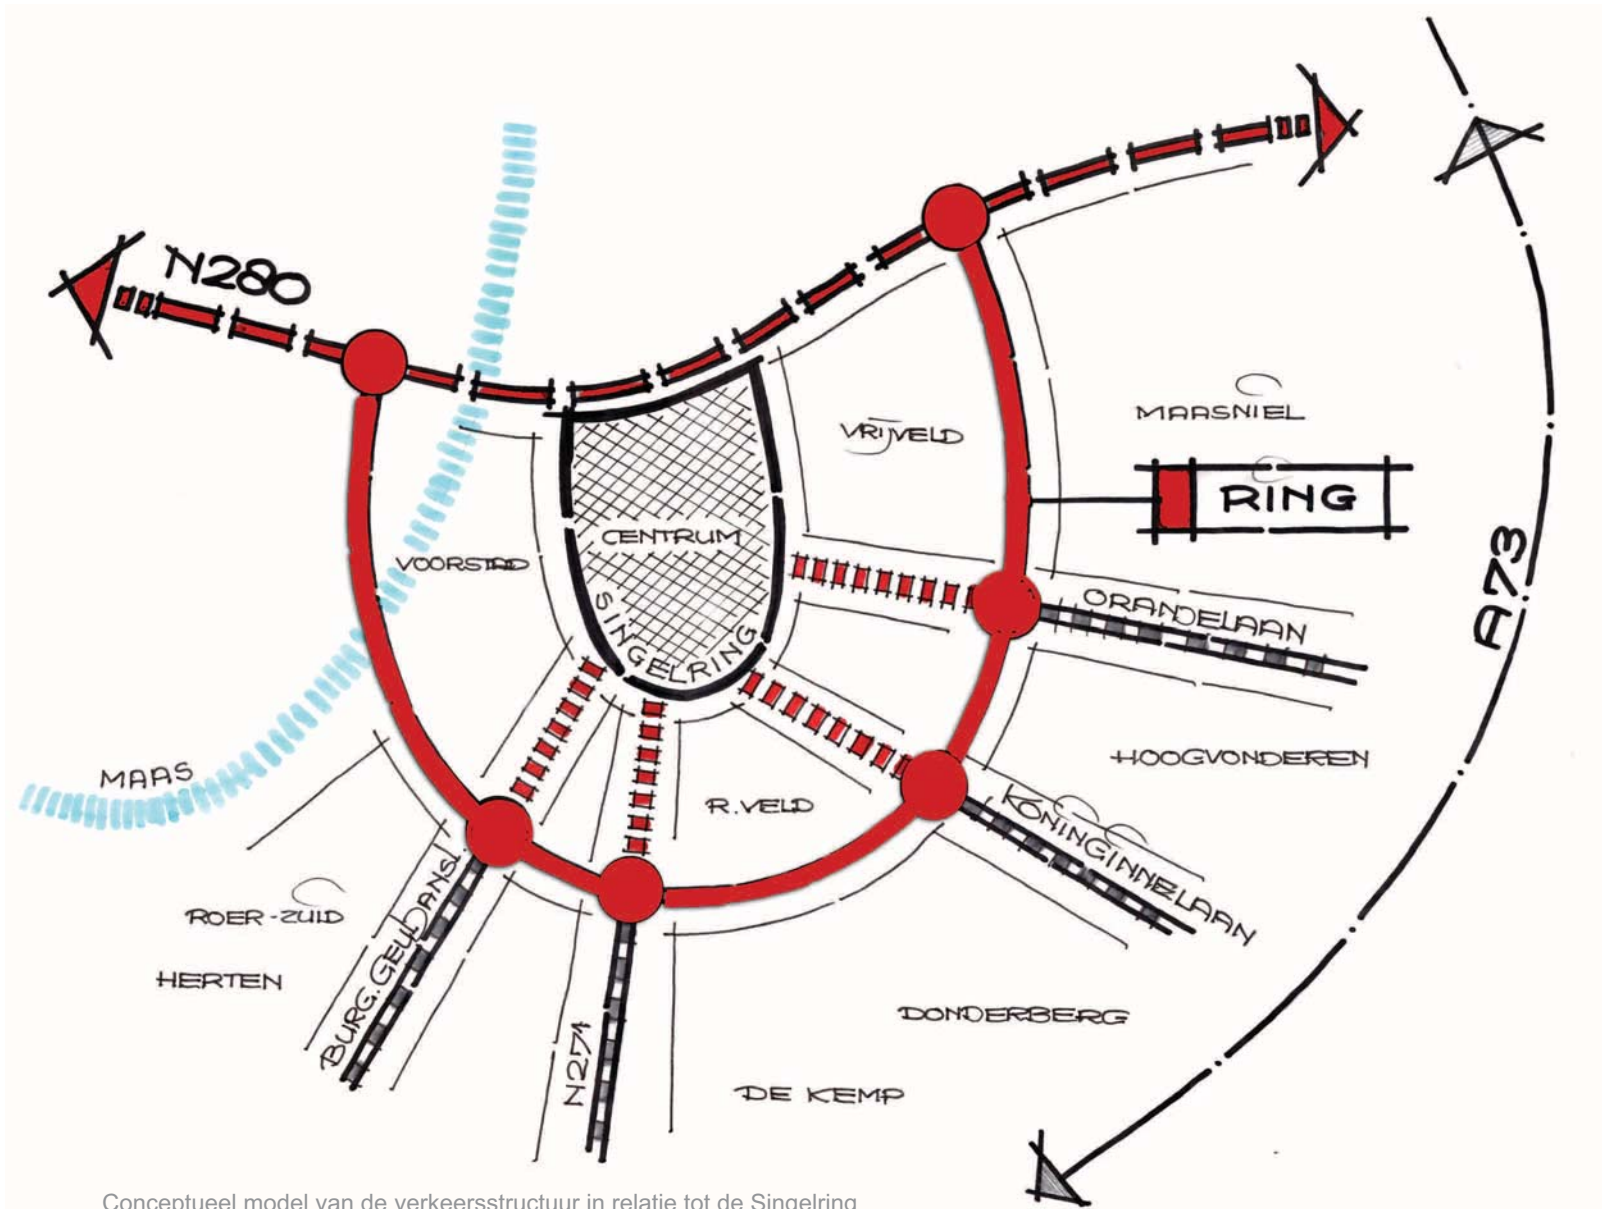 N280
MAASNIEL
VRIJVELD
RING
CENTRUM
VOORSTAD
A73
SINGELRING
ORANJELAAN
HOOGVONDEREN
MAAS
R.VELD
KONINGINNELAAN
BURG. GELJANSL.
ROER-ZUID
HERTEN
DONDERBERG
N271
DE KEMP
Conceptueel model van de verkeersstructuur in relatie tot de Singelring